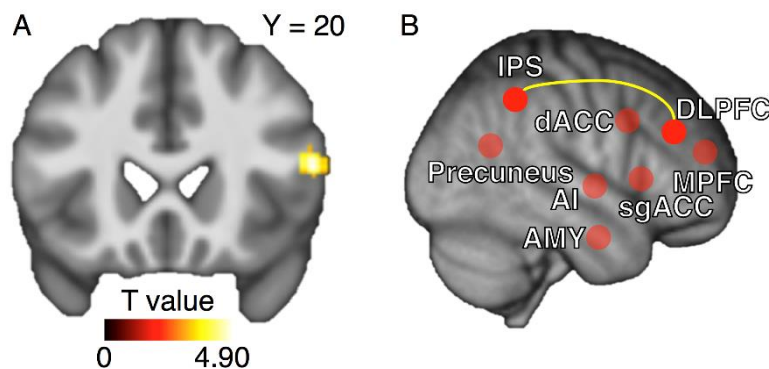 A
Y = 20
T value
0
4.90
B
IPS
DLPFC
dACC
Precuneus
MPFC
AI
sgACC
AMY